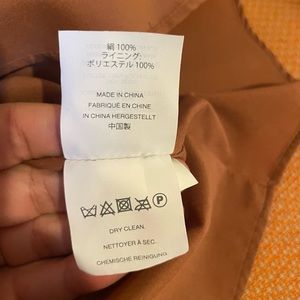 絹 100%
ライニング:
ポリエステル 100%
MADE IN CHINA
FABRIQUÉ EN CHINE
IN CHINA HERGESTELLT
中国製
P
DRY CLEAN.
NETTOYER À SEC.
CHEMISCHE REINIGUNG.